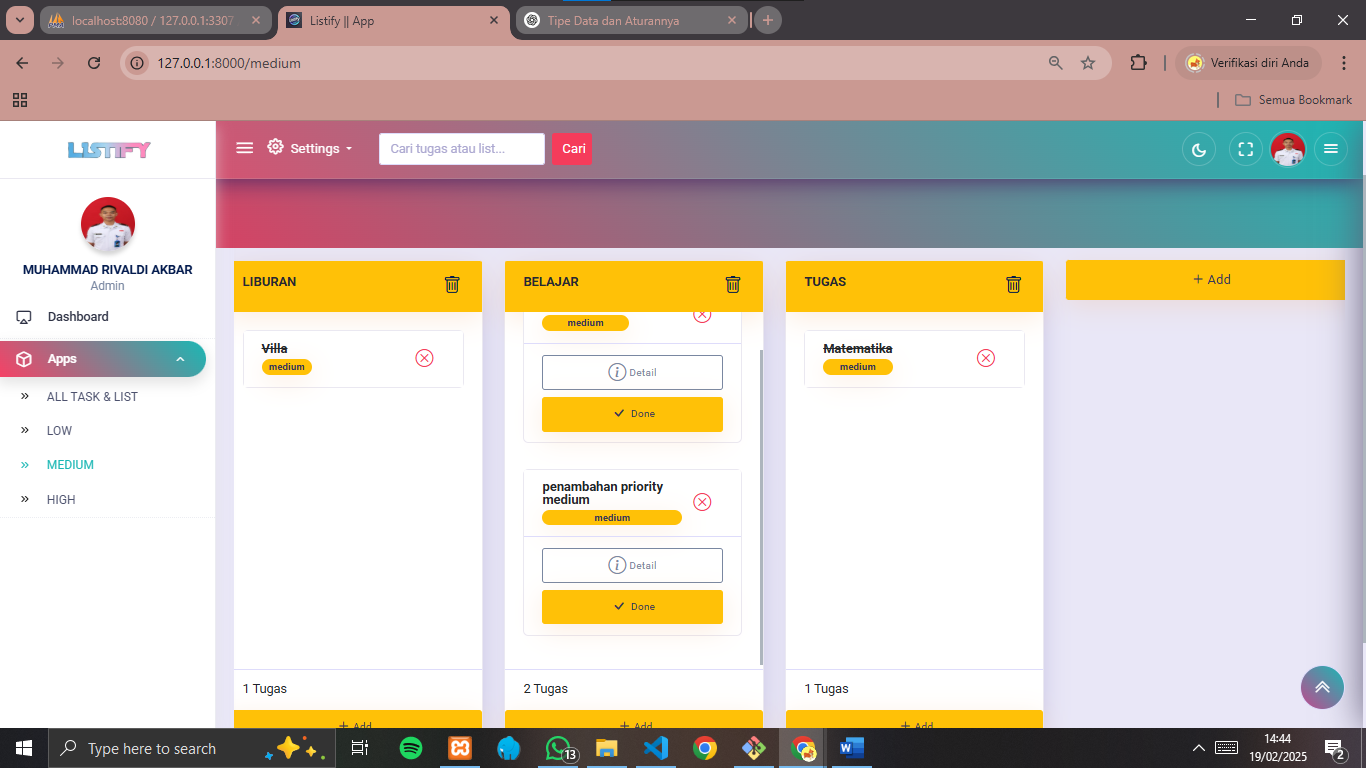 localhost:8080 / 127.0.0.1:3307
Listify || App
Tipe Data dan Aturannya
127.0.0.1:8000/medium
Verifikasi diri Anda
Semua Bookmark
LISTIFY
Settings
Cari tugas atau list...
Cari
MUHAMMAD RIVALDI AKBAR
Admin
Dashboard
Apps
ALL TASK & LIST
LOW
MEDIUM
HIGH
LIBURAN
Villa
medium
1 Tugas
+ Add
BELAJAR
medium
Detail
Done
penambahan priority
medium
medium
Detail
Done
2 Tugas
+ Add
TUGAS
Matematika
medium
1 Tugas
+ Add
+ Add
Type here to search
13
14:44
19/02/2025
2